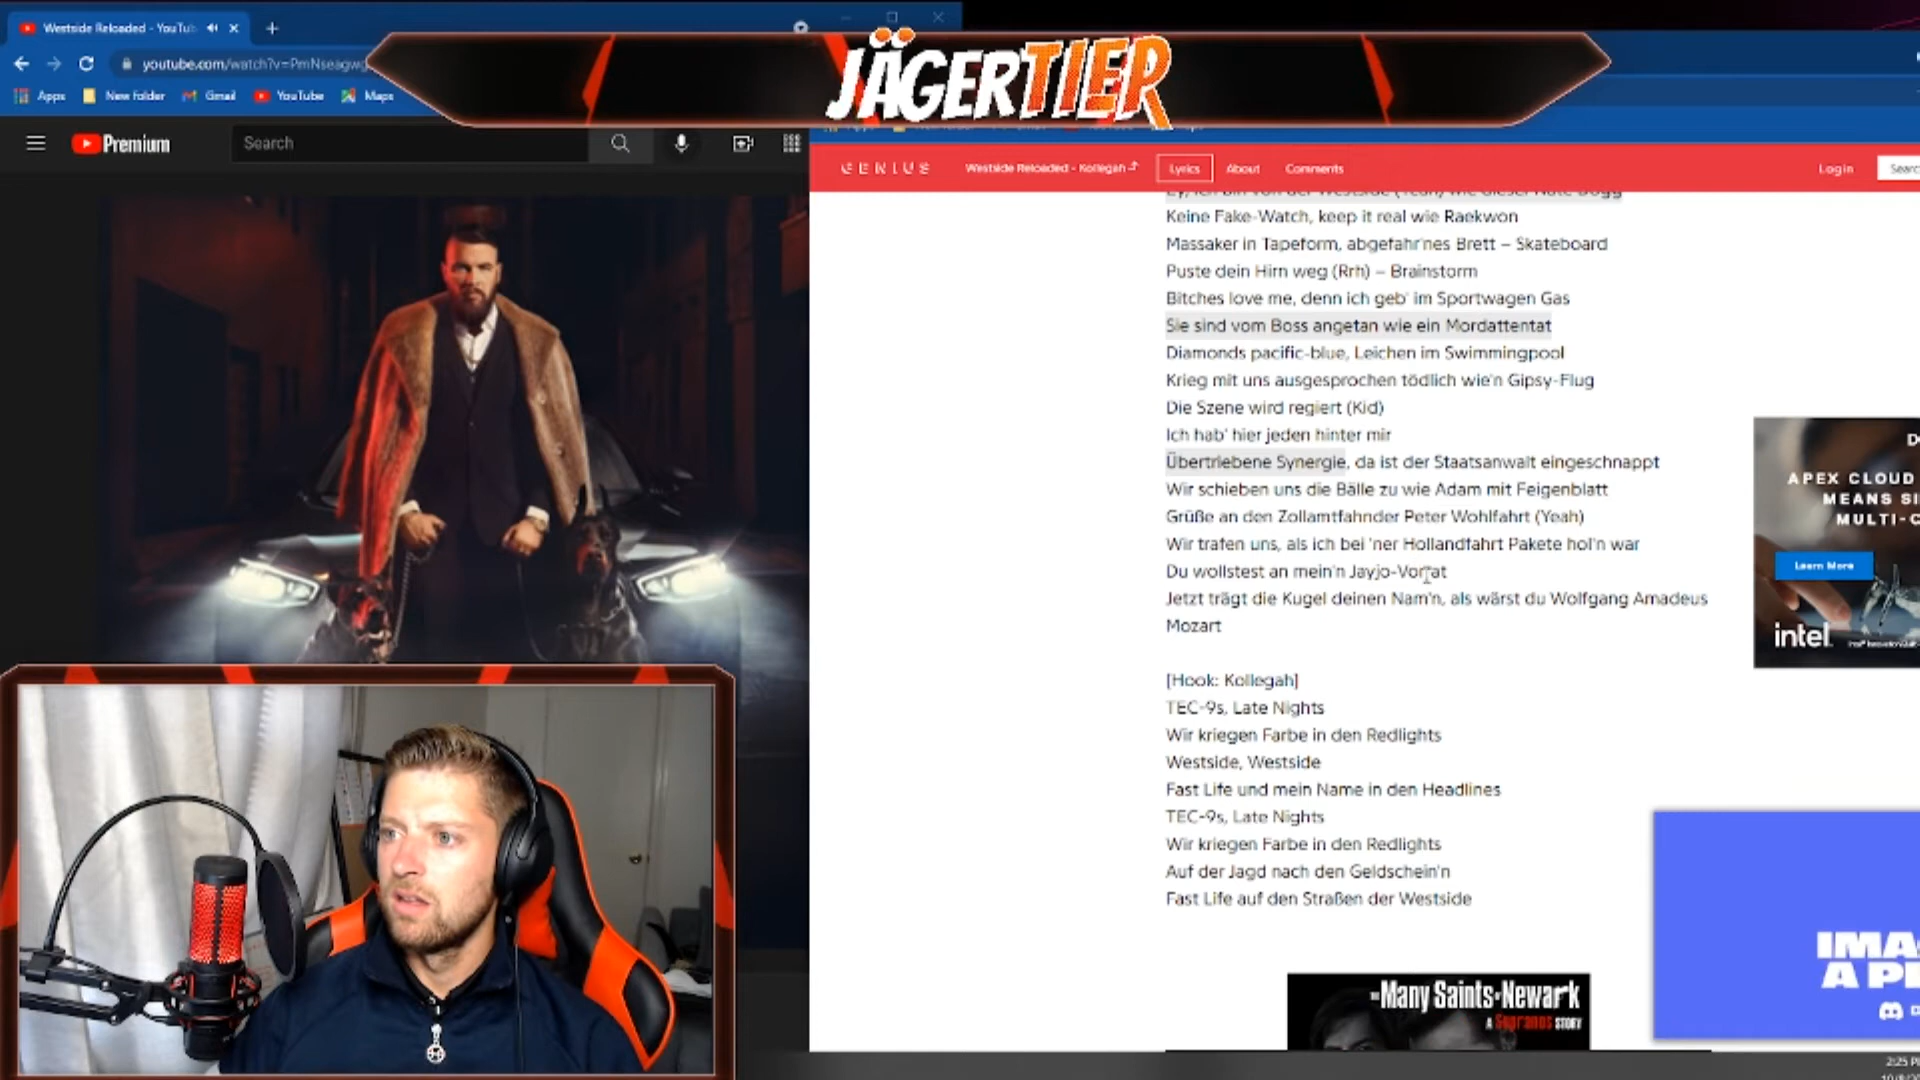 Westside Reloaded - YouTu
youtube.com/watch?v=PmNseagwg
Apps
New folder
Gmail
YouTube
Maps
JÄGERTIER
Premium
Search
GENIUS
Westside Reloaded - Kollegah
Lyrics
About
Comments
Login
Searc
Keine Fake-Watch, keep it real wie Raekwon
Massaker in Tapeform, abgefahr'nes Brett – Skateboard
Puste dein Hirn weg (Rrh) – Brainstorm
Bitches love me, denn ich geb' im Sportwagen Gas
Sie sind vom Boss angetan wie ein Mordattentat
Diamonds pacific-blue, Leichen im Swimmingpool
Krieg mit uns ausgesprochen tödlich wie'n Gipsy-Flug
Die Szene wird regiert (Kid)
Ich hab' hier jeden hinter mir
Übertriebene Synergie, da ist der Staatsanwalt eingeschnappt
Wir schieben uns die Bälle zu wie Adam mit Feigenblatt
Grüße an den Zollamtfahnder Peter Wohlfahrt (Yeah)
Wir trafen uns, als ich bei 'ner Hollandfahrt Pakete hol'n war
Du wolltest an mein'n Jayjo-Vorrat
Jetzt trägt die Kugel deinen Nam'n, als wärst du Wolfgang Amadeus
Mozart
[Hook: Kollegah]
TEC-9s, Late Nights
Wir kriegen Farbe in den Redlights
Westside, Westside
Fast Life und mein Name in den Headlines
TEC-9s, Late Nights
Wir kriegen Farbe in den Redlights
Auf der Jagd nach den Geldschein'n
Fast Life auf den Straßen der Westside
APEX CLOUD
MEANS SI
MULTI-C
Learn More
intel
IMA
A PL
Many Saints of Newark
A Sopranos STORY
2:25 P